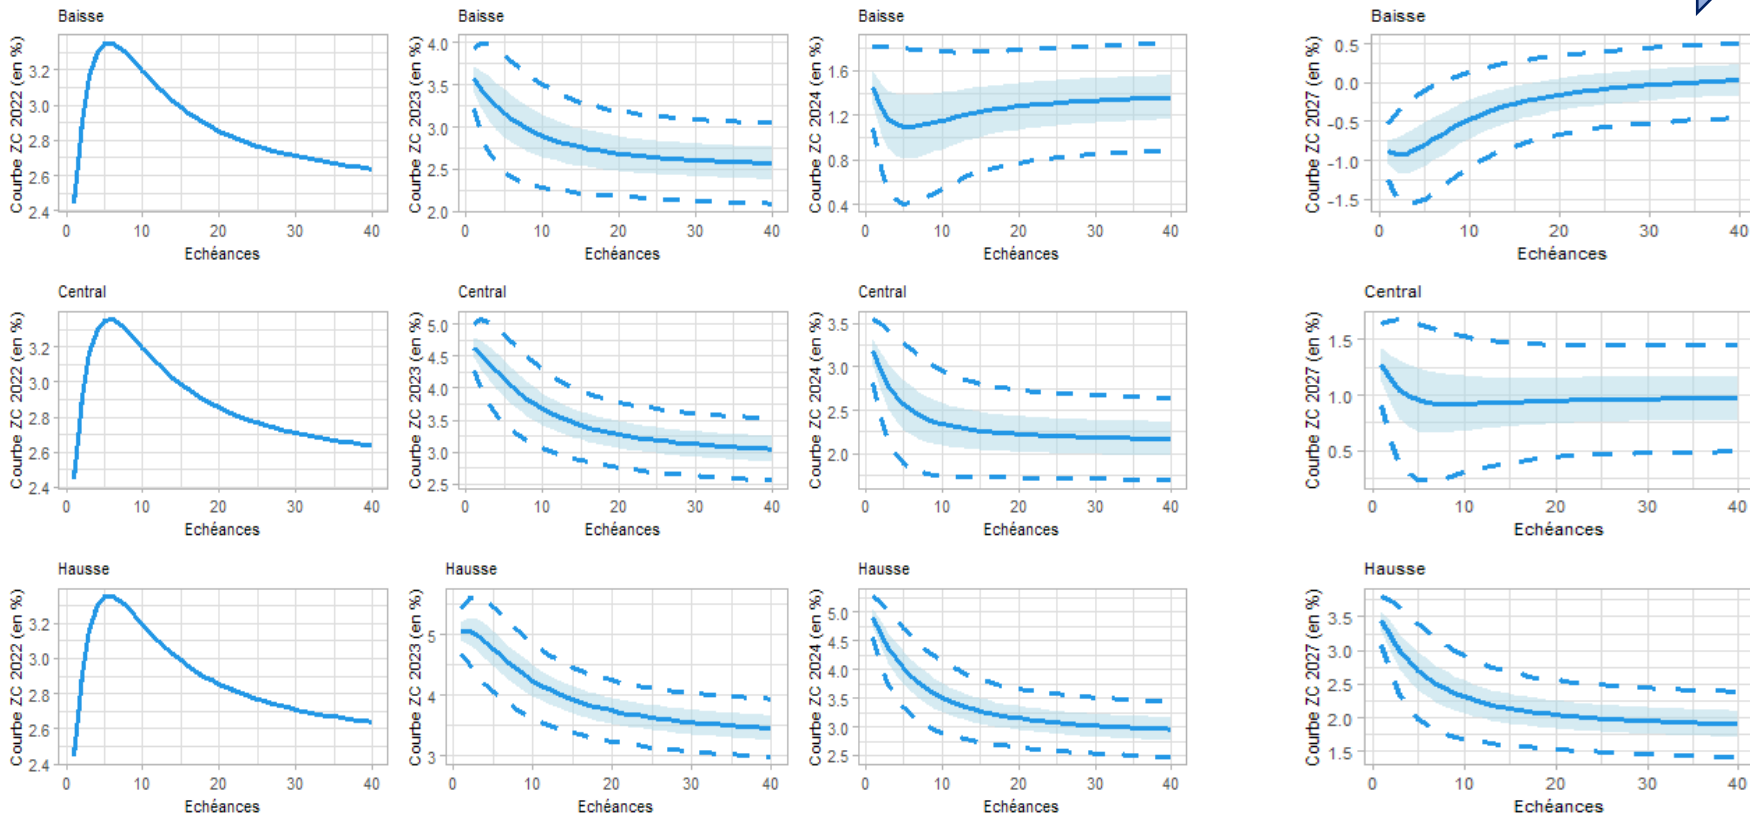 Baisse
Courbe ZC 2022 (en %)
3.2
3.0
2.8
2.6
2.4
0 10 20 30 40
Echéances
Baisse
Courbe ZC 2023 (en %)
4.0
3.5
3.0
2.5
2.0
0 10 20 30 40
Echéances
Baisse
Courbe ZC 2024 (en %)
1.6
1.2
0.8
0.4
0 10 20 30 40
Echéances
Baisse
Courbe ZC 2027 (en %)
0.5
0.0
-0.5
-1.0
-1.5
0 10 20 30 40
Echéances
Central
Courbe ZC 2022 (en %)
3.2
3.0
2.8
2.6
2.4
0 10 20 30 40
Echéances
Central
Courbe ZC 2023 (en %)
5.0
4.5
4.0
3.5
3.0
2.5
0 10 20 30 40
Echéances
Central
Courbe ZC 2024 (en %)
3.5
3.0
2.5
2.0
0 10 20 30 40
Echéances
Central
Courbe ZC 2027 (en %)
1.5
1.0
0.5
0 10 20 30 40
Echéances
Hausse
Courbe ZC 2022 (en %)
3.2
3.0
2.8
2.6
2.4
0 10 20 30 40
Echéances
Hausse
Courbe ZC 2023 (en %)
5
4
3
0 10 20 30 40
Echéances
Hausse
Courbe ZC 2024 (en %)
5.0
4.5
4.0
3.5
3.0
2.5
0 10 20 30 40
Echéances
Hausse
Courbe ZC 2027 (en %)
3.5
3.0
2.5
2.0
1.5
0 10 20 30 40
Echéances